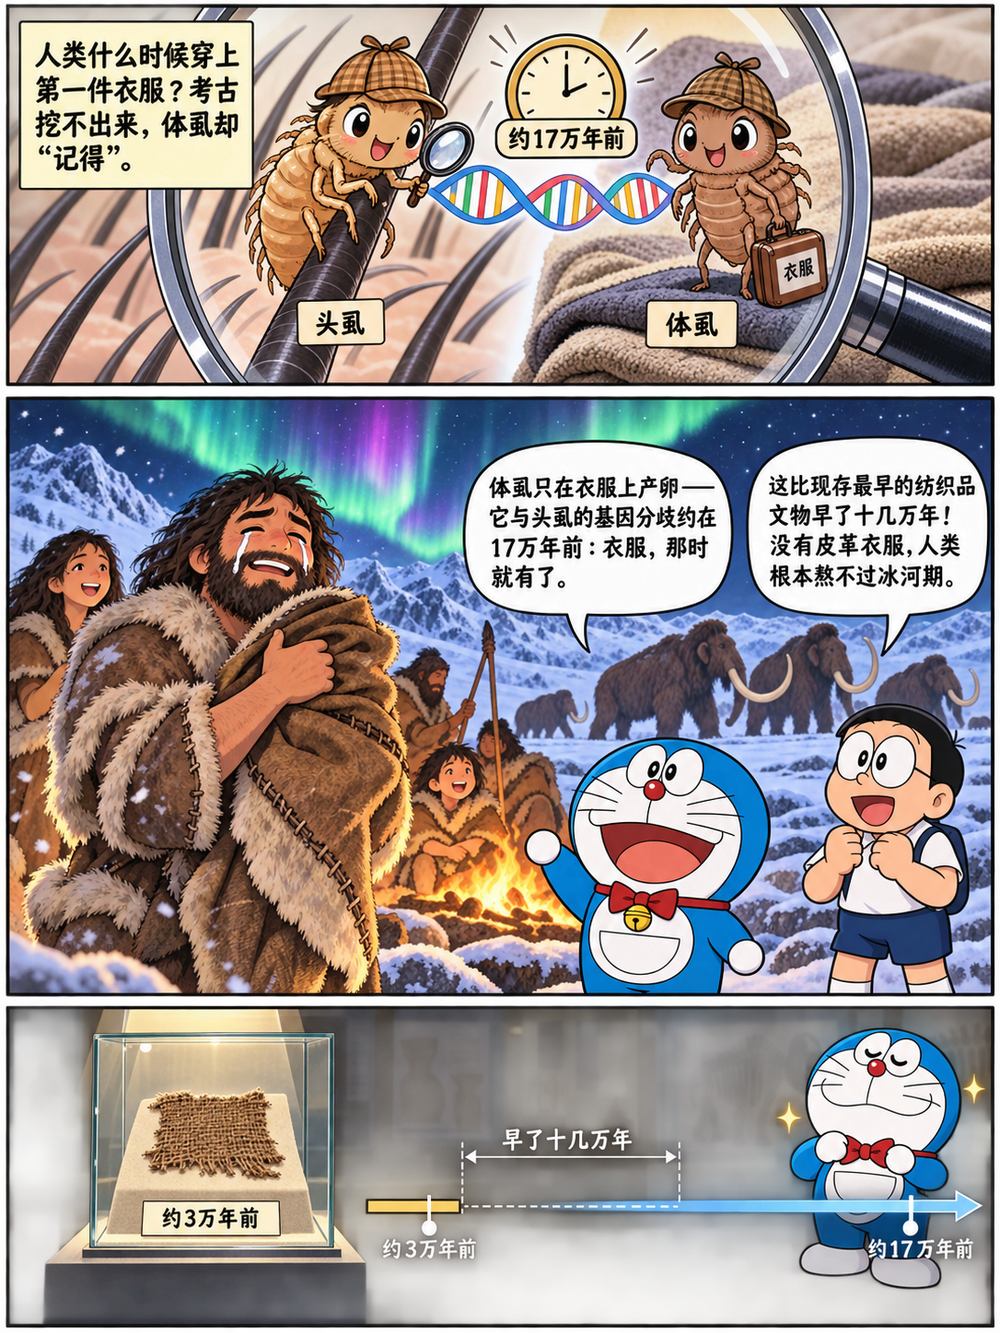 人类什么时候穿上
第一件衣服？考古
挖不出来，体虱却
“记得”。
约17万年前
衣服
头虱
体虱
体虱只在衣服上产卵——
它与头虱的基因分歧约在
17万年前：衣服，那时
就有了。
这比现存最早的纺织品
文物早了十几万年！
没有皮革衣服，人类
根本熬不过冰河期。
约3万年前
早了十几万年
约3万年前
约17万年前